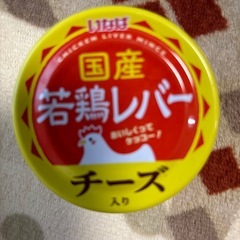 いなば
CHICKEN LIVER MINCE
国産
若鶏レバー
おいしくって
ケッコー!
チーズ
入り